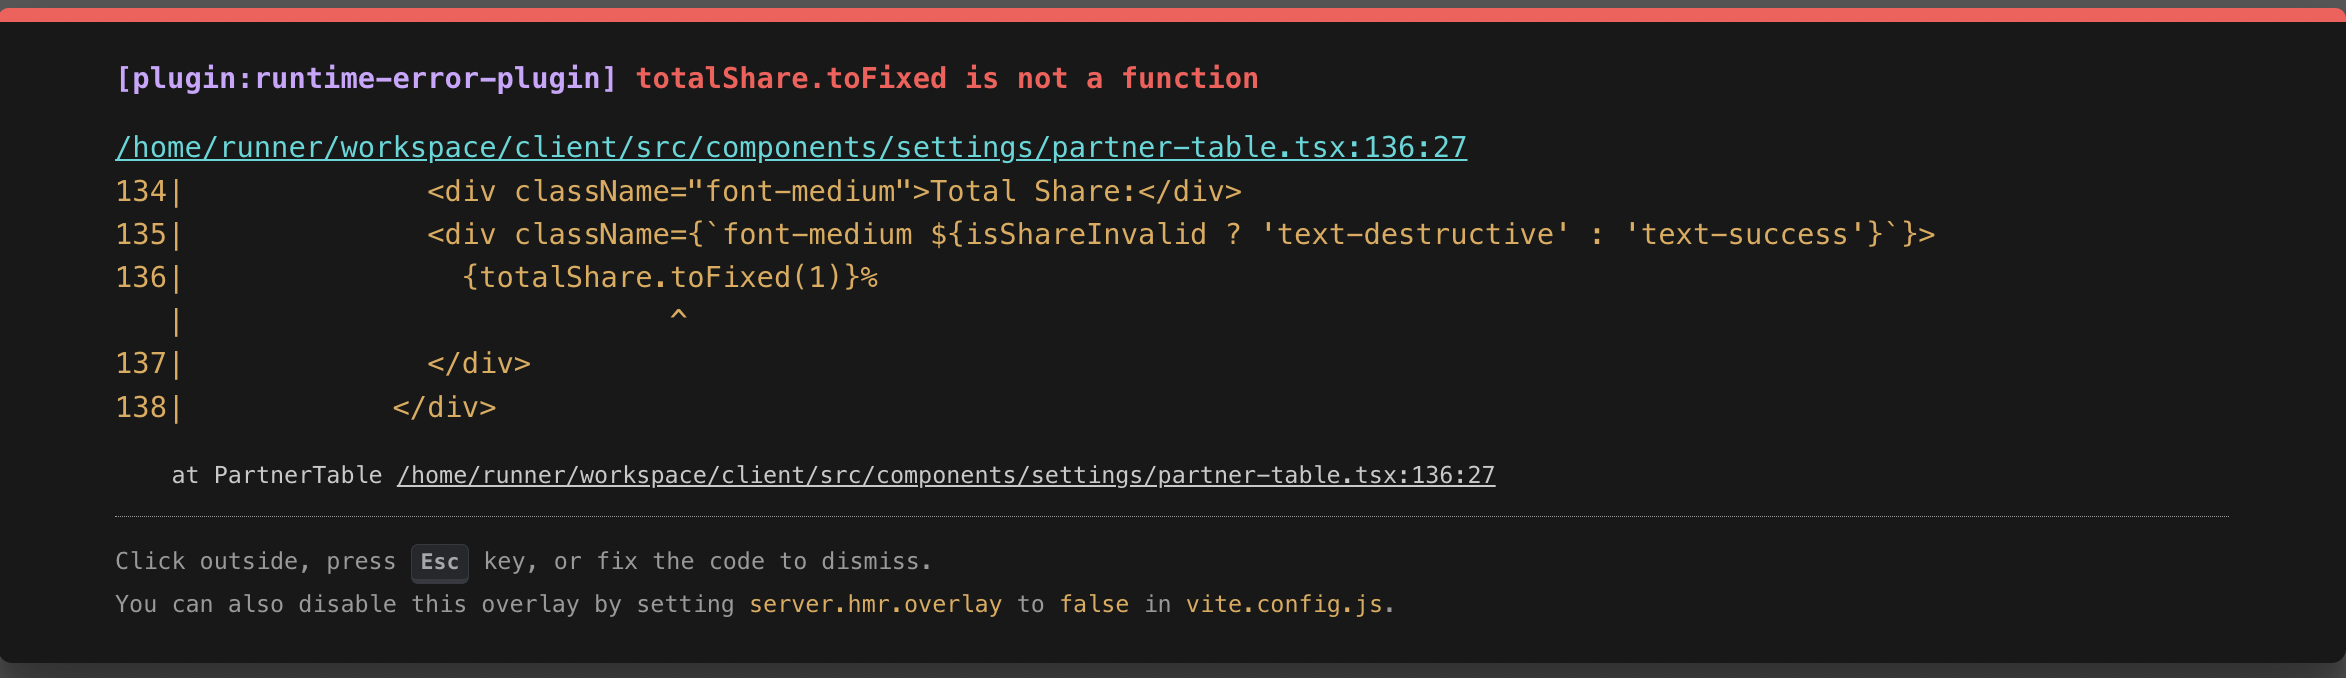 [plugin:runtime-error-plugin] totalShare.toFixed is not a function
/home/runner/workspace/client/src/components/settings/partner-table.tsx:136:27
134|              <div className="font-medium">Total Share:</div>
135|              <div className={`font-medium ${isShareInvalid ? 'text-destructive' : 'text-success'}`}>
136|                {totalShare.toFixed(1)}%
   |                            ^
137|              </div>
138|            </div>
at PartnerTable /home/runner/workspace/client/src/components/settings/partner-table.tsx:136:27
Click outside, press Esc key, or fix the code to dismiss.
You can also disable this overlay by setting server.hmr.overlay to false in vite.config.js.